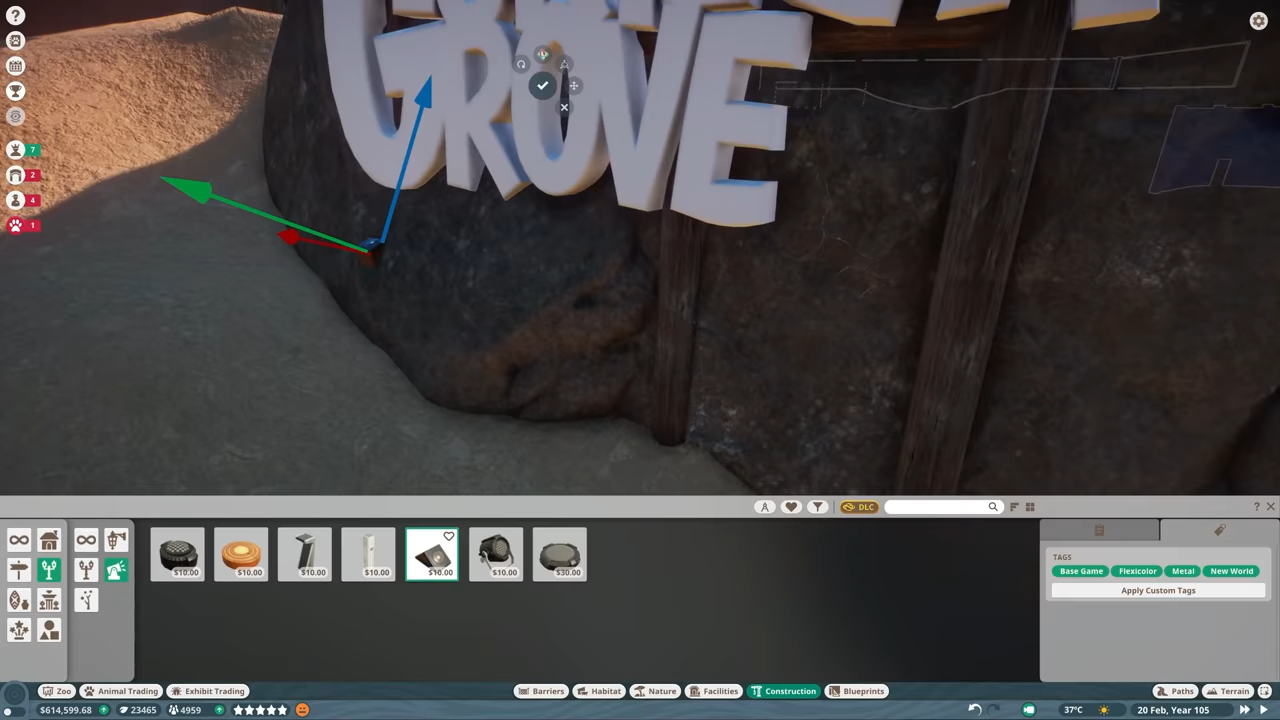 GROVE
7
2
4
1
DLC
$10.00
$10.00
$10.00
$10.00
$10.00
$10.00
$30.00
TAGS
Base Game Flexicolor Metal New World
Apply Custom Tags
Zoo Animal Trading Exhibit Trading Barriers Habitat Nature Facilities Construction Blueprints Paths Terrain
$614,599.68 23465 4959 37°C 20 Feb, Year 105